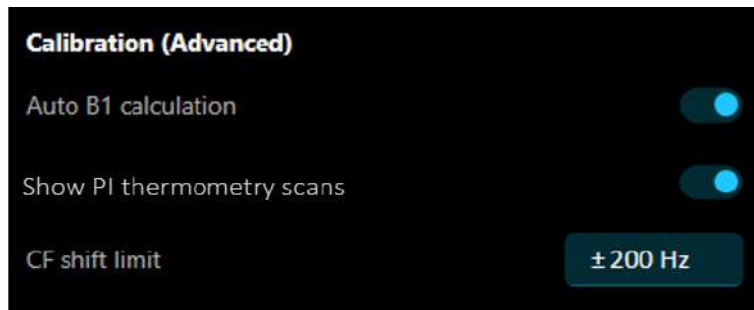 Calibration (Advanced)
Auto B1 calculation
Show PI thermometry scans
CF shift limit ±200 Hz